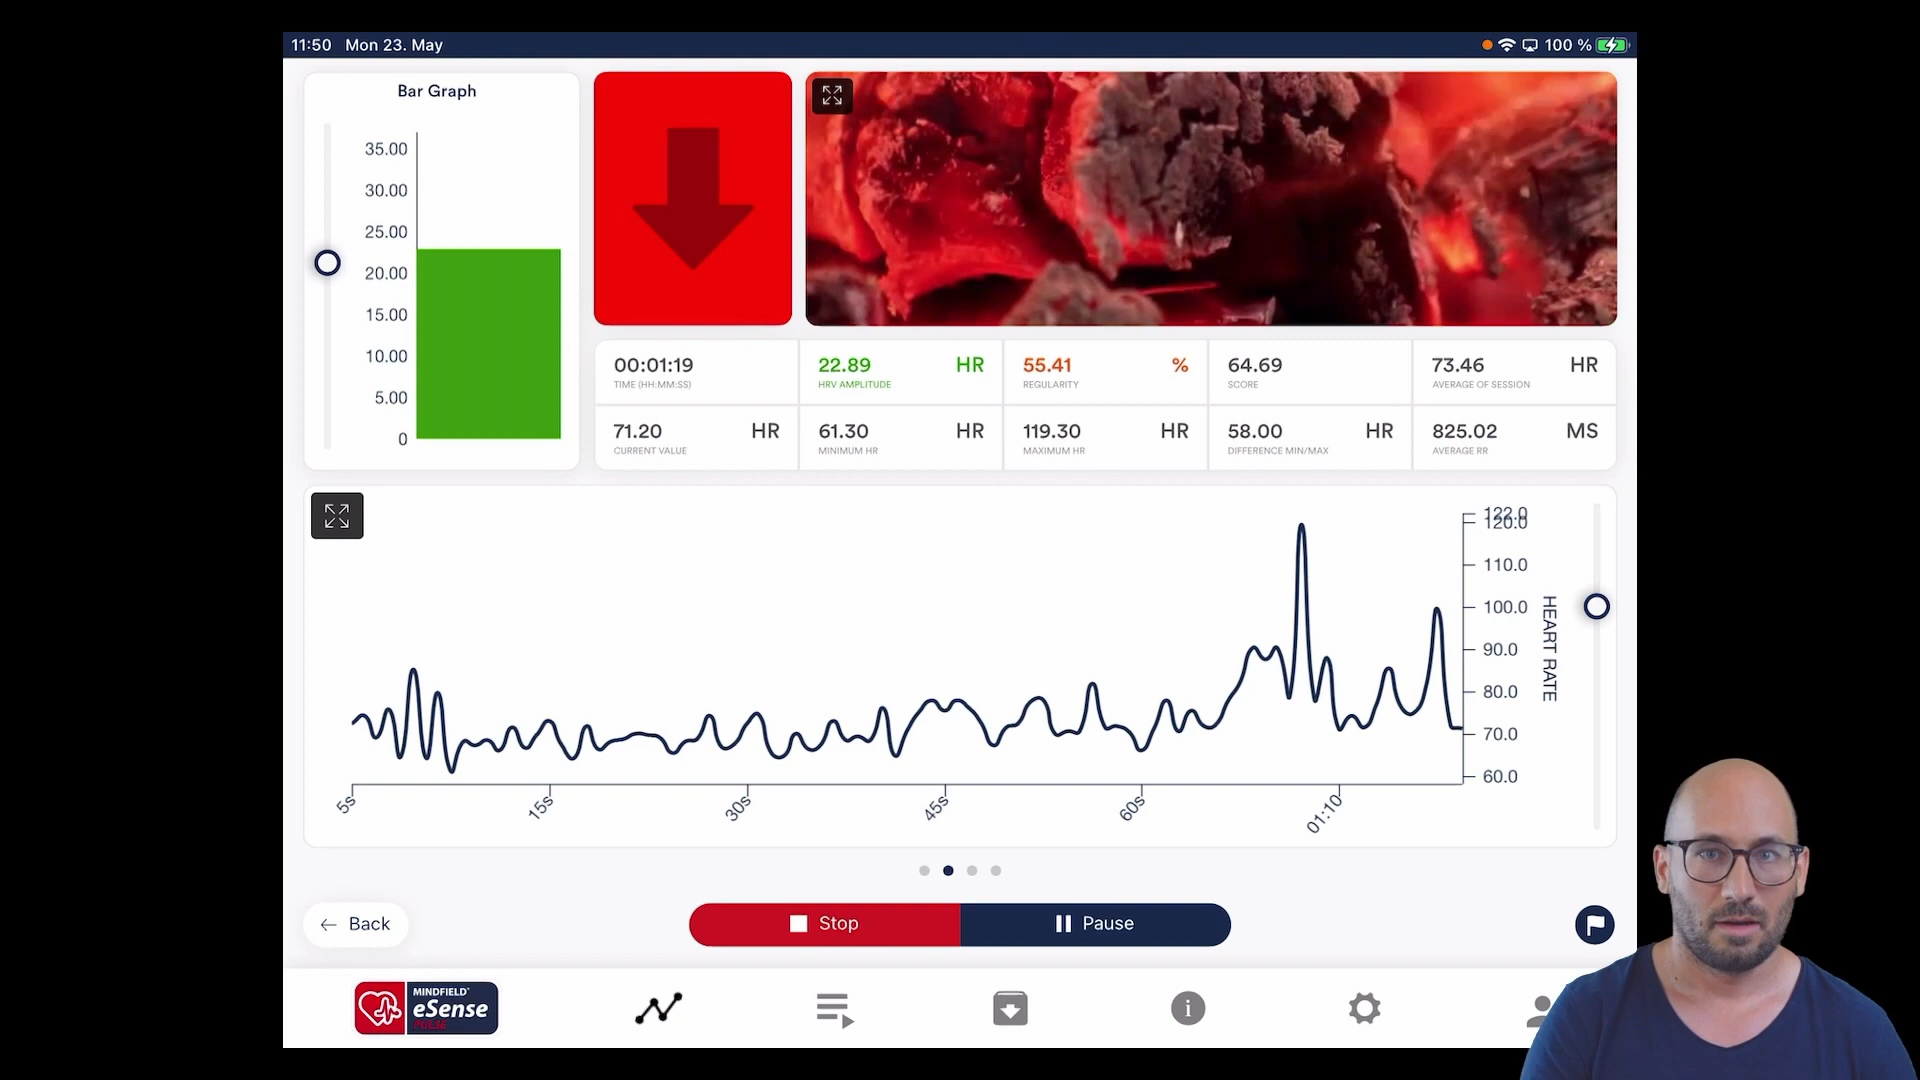 11:50 Mon 23. May
100 %
Bar Graph
35.00
30.00
25.00
20.00
15.00
10.00
5.00
0
00:01:19
TIME (HH:MM:SS)
22.89 HR
HRV AMPLITUDE
55.41 %
REGULARITY
64.69
SCORE
73.46 HR
AVERAGE OF SESSION
71.20 HR
CURRENT VALUE
61.30 HR
MINIMUM HR
119.30 HR
MAXIMUM HR
58.00 HR
DIFFERENCE MIN/MAX
825.02 MS
AVERAGE RR
122.0
120.0
110.0
100.0
90.0
80.0
70.0
60.0
HEART RATE
5s
15s
30s
45s
60s
01:10
← Back
Stop
Pause
MINDFIELD®
eSense
PULSE